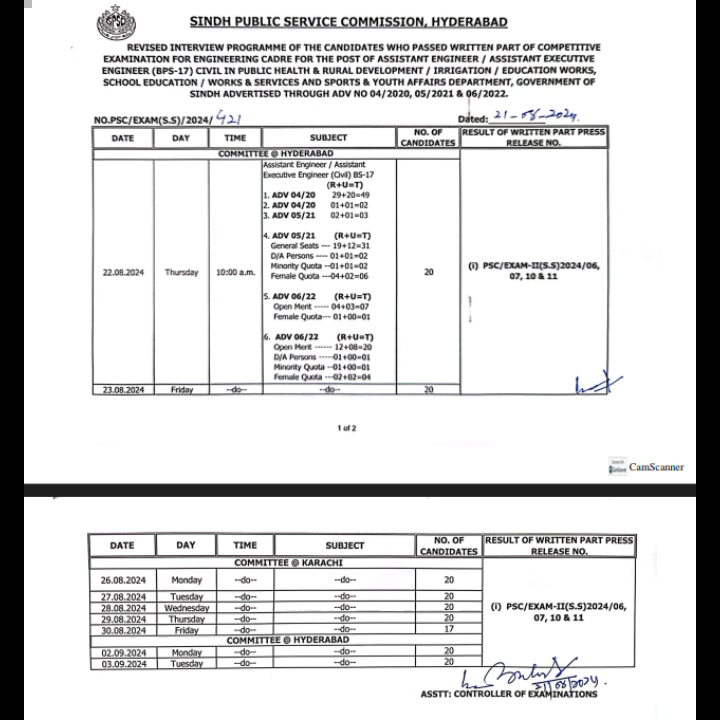 SINDH PUBLIC SERVICE COMMISSION, HYDERABAD
REVISED INTERVIEW PROGRAMME OF THE CANDIDATES WHO PASSED WRITTEN PART OF COMPETITIVE
EXAMINATION FOR ENGINEERING CADRE FOR THE POST OF ASSISTANT ENGINEER / ASSISTANT EXECUTIVE
ENGINEER (BPS-17) CIVIL IN PUBLIC HEALTH & RURAL DEVELOPMENT / IRRIGATION / EDUCATION WORKS,
SCHOOL EDUCATION / WORKS & SERVICES AND SPORTS & YOUTH AFFAIRS DEPARTMENT, GOVERNMENT OF
SINDH ADVERTISED THROUGH ADV NO 04/2020, 05/2021 & 06/2022.
NO.PSC/EXAM(S.S)/2024/ 421 Dated: 21-08-2024.
DATE DAY TIME SUBJECT NO. OF CANDIDATES RESULT OF WRITTEN PART PRESS RELEASE NO.
COMMITTEE @ HYDERABAD
Assistant Engineer / Assistant
Executive Engineer (Civil) BS-17
(R+U=T)
1. ADV 04/20 29+20=49
2. ADV 04/20 01+01=02
3. ADV 05/21 02+01=03
4. ADV 05/21 (R+U=T)
General Seats --- 19+12=31
D/A Persons ---- 01+01=02
Minority Quota --01+01=02
22.08.2024 Thursday 10:00 a.m. 20 (i) PSC/EXAM-II(S.S)2024/06,
07, 10 & 11
Female Quota ---04+02=06
5. ADV 06/22 (R+U=T)
Open Merit ----- 04+03=07
Female Quota--- 01+00=01
6. ADV 06/22 (R+U=T)
Open Merit ------ 12+08=20
D/A Persons -----01+00=01
Minority Quota --01+00=01
Female Quota ---02+02=04
23.08.2024 Friday --do-- --do-- 20
1 of 2
CamScanner
DATE DAY TIME SUBJECT NO. OF CANDIDATES RESULT OF WRITTEN PART PRESS RELEASE NO.
COMMITTEE @ KARACHI
26.08.2024 Monday --do-- --do-- 20
27.08.2024 Tuesday --do-- --do-- 20
28.08.2024 Wednesday --do-- --do-- 20 (i) PSC/EXAM-II(S.S)2024/06,
29.08.2024 Thursday --do-- --do-- 20 07, 10 & 11
30.08.2024 Friday --do-- --do-- 17
COMMITTEE @ HYDERABAD
02.09.2024 Monday --do-- --do-- 20
03.09.2024 Tuesday --do-- --do-- 20
21/08/2024.
ASSTT: CONTROLLER OF EXAMINATIONS